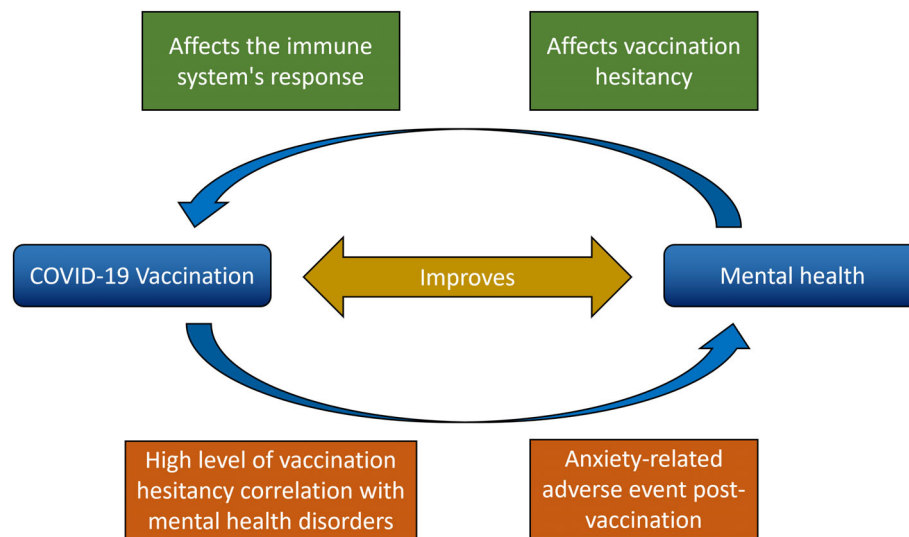 Affects the immune
system's response
Affects vaccination
hesitancy
COVID-19 Vaccination
Improves
Mental health
High level of vaccination
hesitancy correlation with
mental health disorders
Anxiety-related
adverse event post-
vaccination